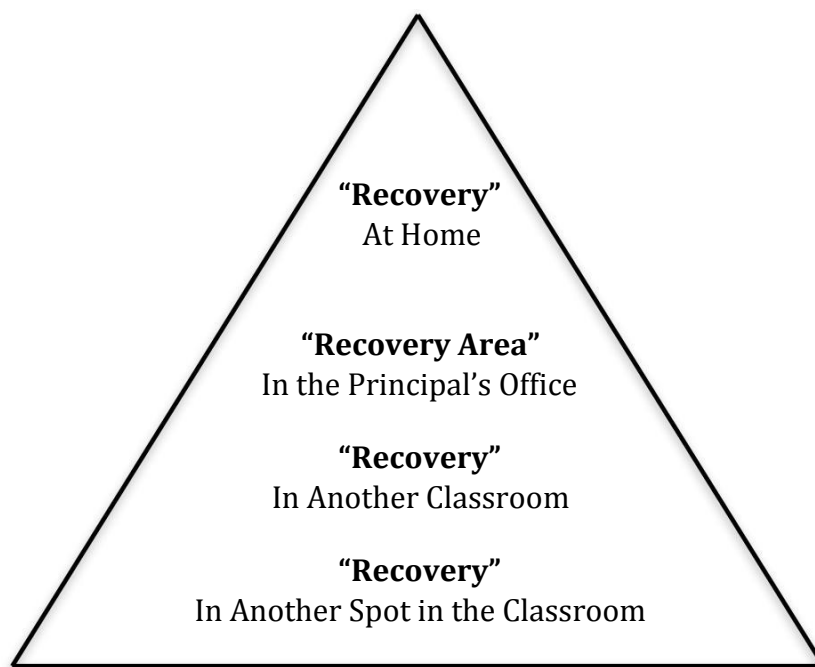 “Recovery”
At Home
“Recovery Area”
In the Principal’s Office
“Recovery”
In Another Classroom
“Recovery”
In Another Spot in the Classroom